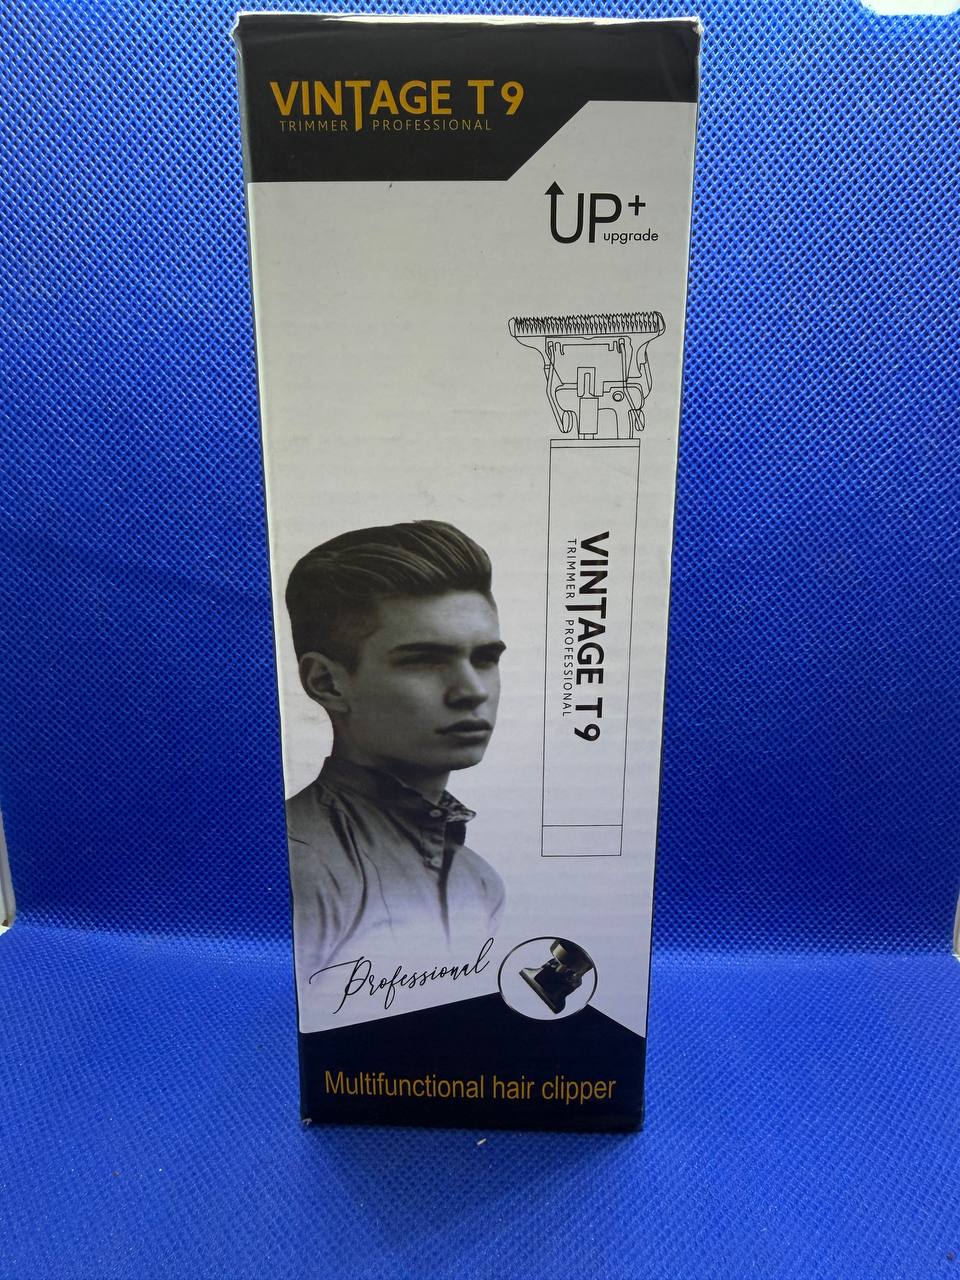 VINTAGE T9
TRIMMER PROFESSIONAL
UP+
upgrade
VINTAGE T9
TRIMMER PROFESSIONAL
Professional
Multifunctional hair clipper